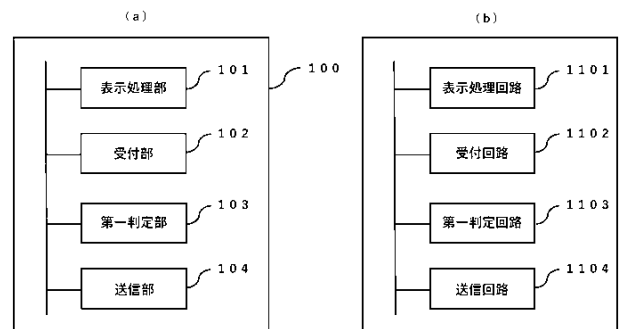 (a)
100
表示処理部 101
受付部 102
第一判定部 103
送信部 104
(b)
表示処理回路 1101
受付回路 1102
第一判定回路 1103
送信回路 1104